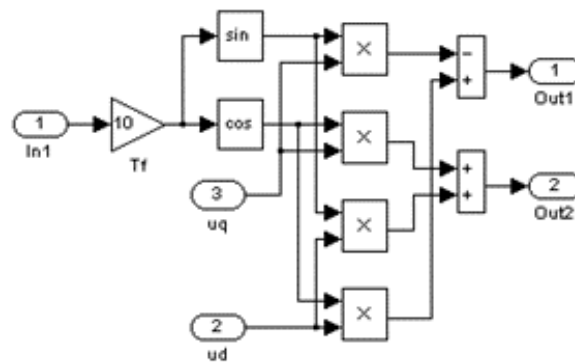 sin
×
−
+
1
Out1
1
In1
10
Tf
cos
×
3
uq
+
+
2
Out2
×
2
ud
×